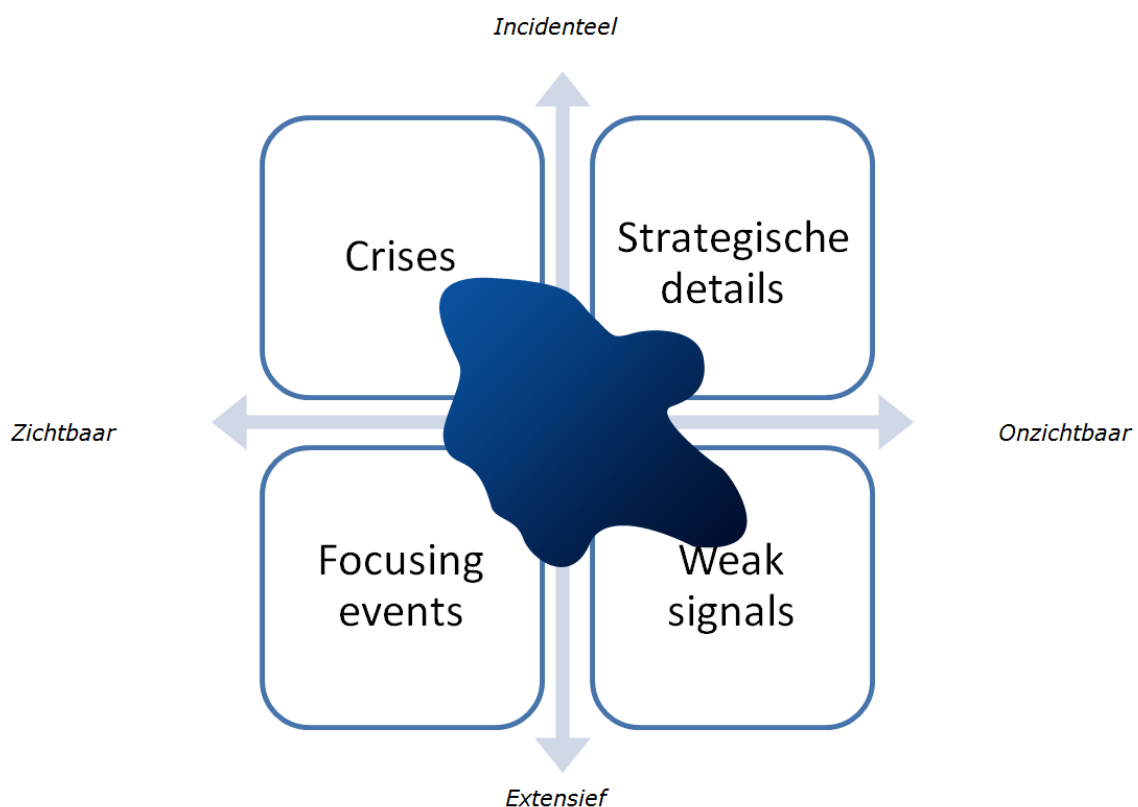 Incidenteel
Crises
Strategische
details
Zichtbaar
Onzichtbaar
Focusing
events
Weak
signals
Extensief